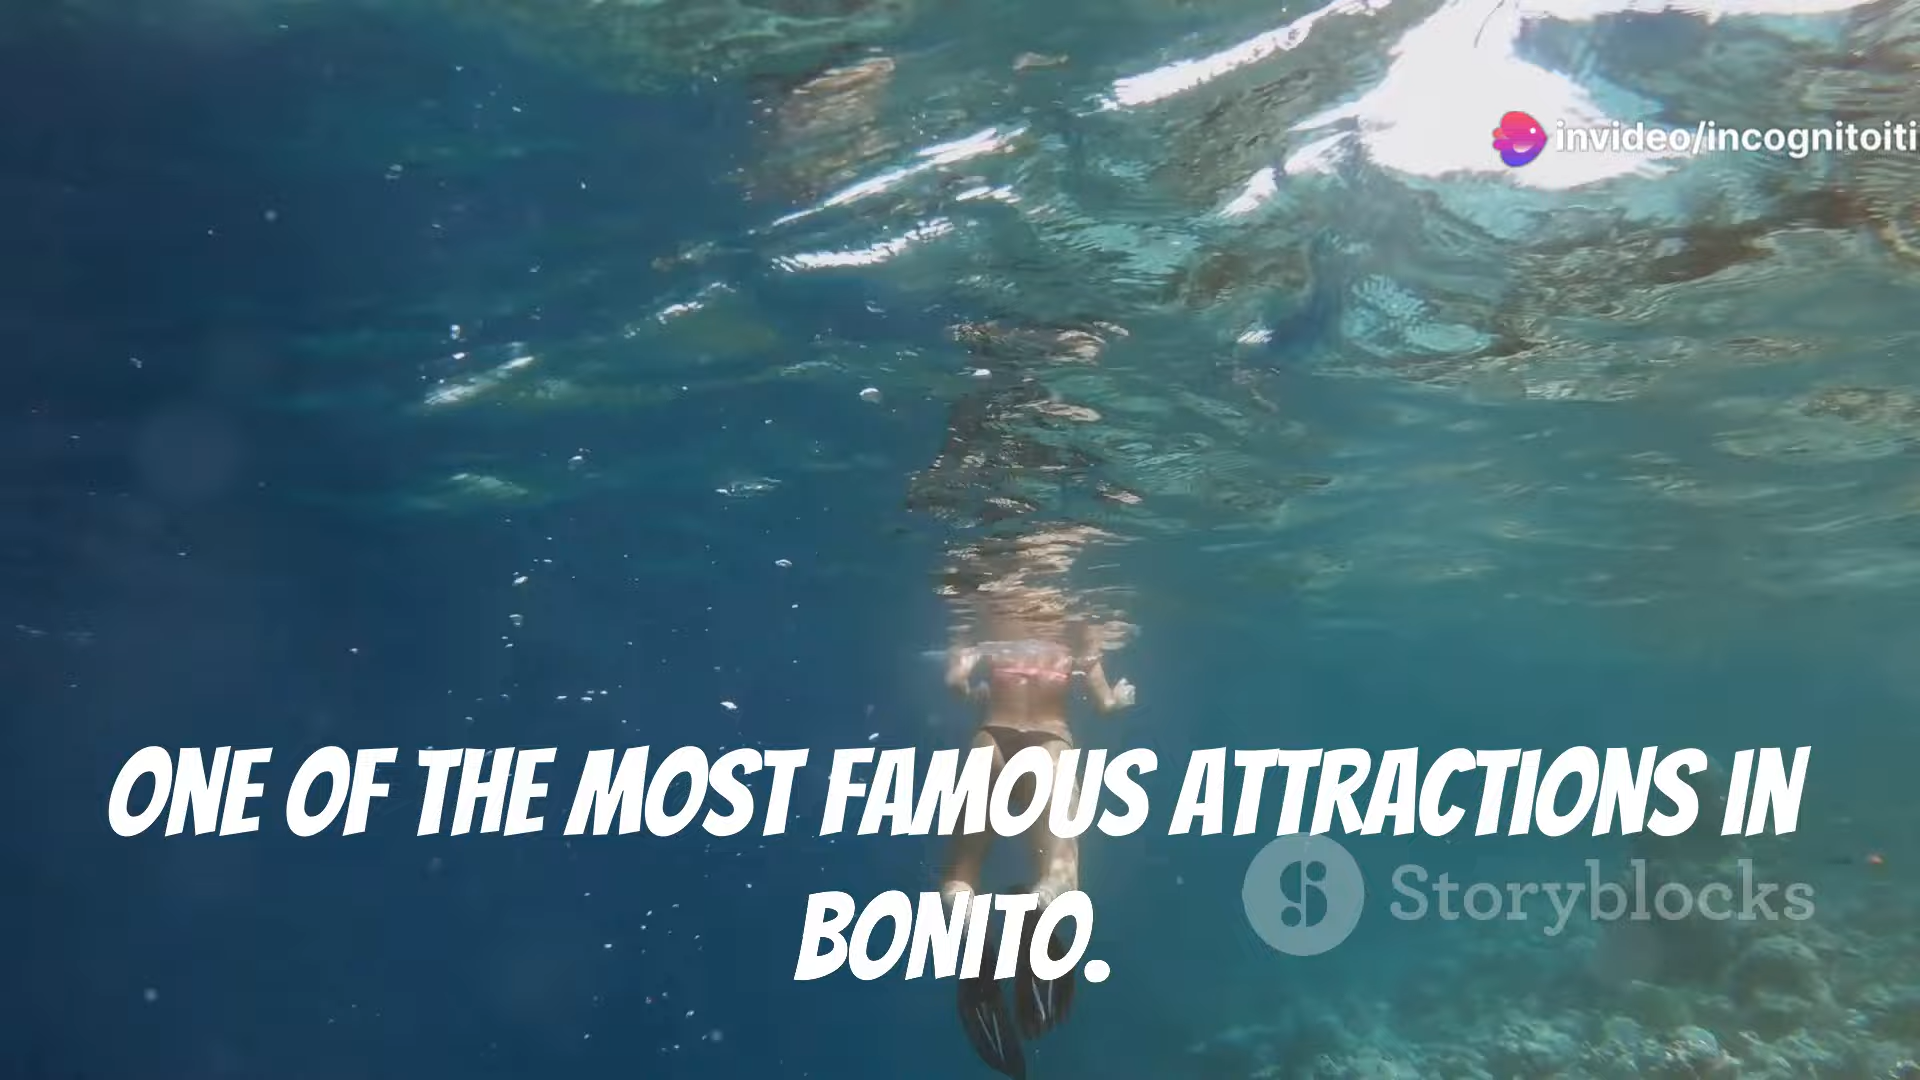 invideo/incognitoiti
ONE OF THE MOST FAMOUS ATTRACTIONS IN
BONITO.
Storyblocks